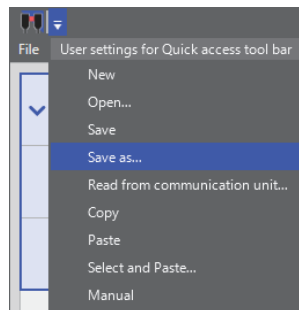 File User settings for Quick access tool bar
New
Open...
Save
Save as...
Read from communication unit...
Copy
Paste
Select and Paste...
Manual